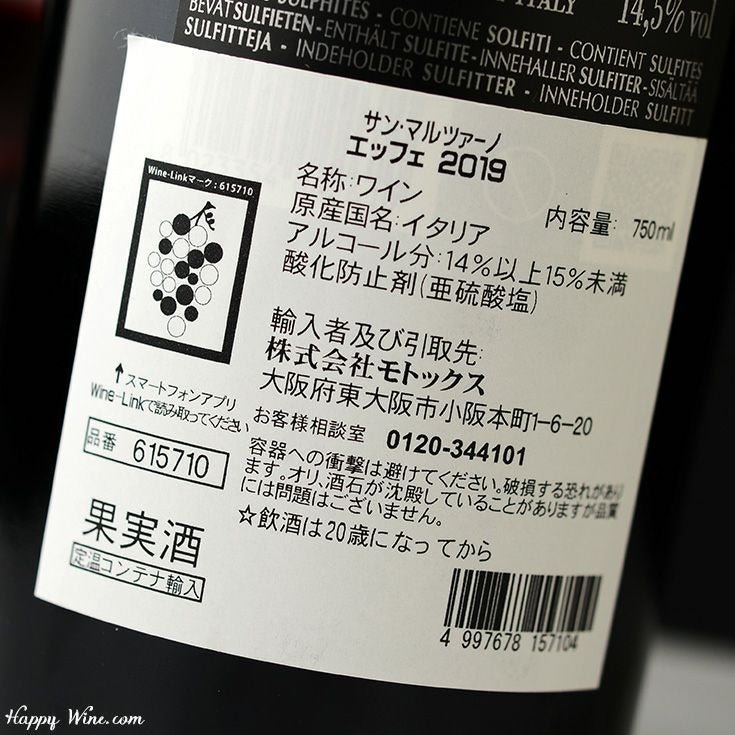 ITALY 14,5% vol
BEVAT SULFIETEN - CONTIENE SOLFITI - CONTIENT SULFITES
SULFITTEJA - ENTHÄLT SULFITE - INNEHALLER SULFITER - SISÄLTÄÄ
INDEHOLDER SULFITTER - INNEHOLDER SULFITT
サン・マルツァーノ
エッフェ 2019
Wine-Linkマーク:615710
名称:ワイン
原産国名:イタリア 内容量: 750ml
アルコール分:14%以上15%未満
酸化防止剤(亜硫酸塩)
輸入者及び引取先:
株式会社モトックス
大阪府東大阪市小阪本町1-6-20
↑スマートフォンアプリ
Wine-Linkで読み取ってください
お客様相談室 0120-344101
品番 615710
容器への衝撃は避けてください。破損する恐れがあり
ます。オリ、酒石が沈殿していることがありますが品質
には問題はございません。
☆飲酒は20歳になってから
果実酒
定温コンテナ輸入
4 997678 157104
Happy Wine.com